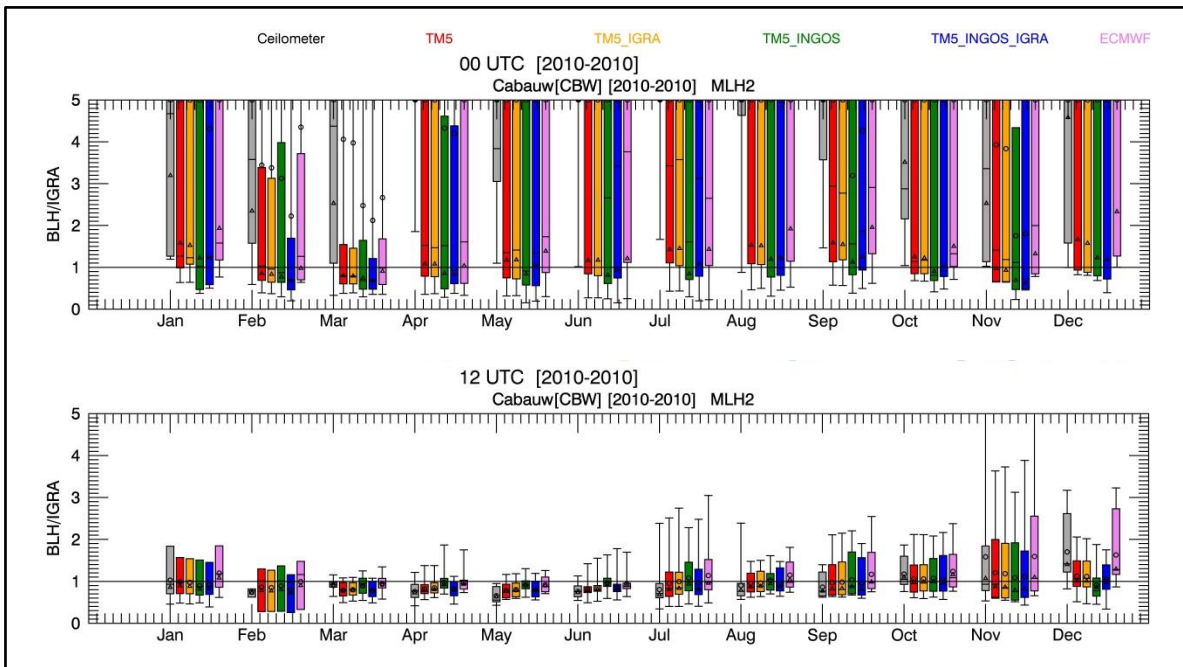 Ceilometer TM5 TM5_IGRA TM5_INGOS TM5_INGOS_IGRA ECMWF
00 UTC [2010-2010]
Cabauw[CBW] [2010-2010] MLH2
5
4
3
2
1
0
BLH/IGRA
Jan Feb Mar Apr May Jun Jul Aug Sep Oct Nov Dec
12 UTC [2010-2010]
Cabauw[CBW] [2010-2010] MLH2
5
4
3
2
1
0
BLH/IGRA
Jan Feb Mar Apr May Jun Jul Aug Sep Oct Nov Dec